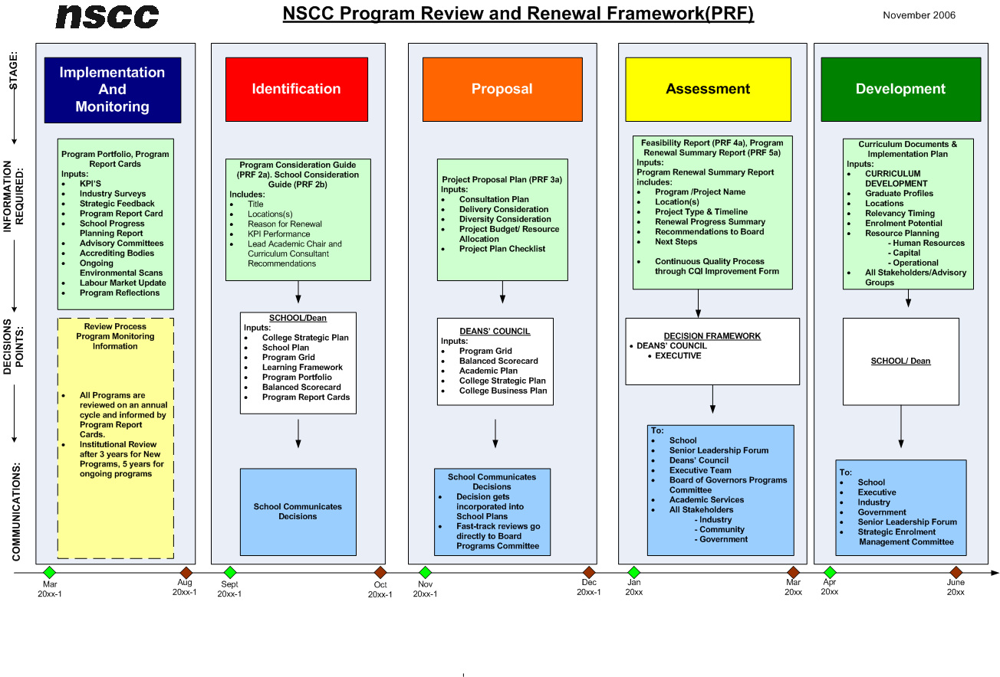 nscc
NSCC Program Review and Renewal Framework(PRF)
November 2006
STAGE:
INFORMATION
REQUIRED:
DECISIONS
POINTS:
COMMUNICATIONS:
Implementation
And
Monitoring
Program Portfolio, Program
Report Cards
Inputs:
• KPI'S
• Industry Surveys
• Strategic Feedback
• Program Report Card
• School Progress
Planning Report
• Advisory Committees
• Accrediting Bodies
• Ongoing
Environmental Scans
• Labour Market Update
• Program Reflections
Review Process
Program Monitoring
Information
• All Programs are
reviewed on an annual
cycle and informed by
Program Report
Cards.
• Institutional Review
after 3 years for New
Programs, 5 years for
ongoing programs
Identification
Program Consideration Guide
(PRF 2a). School Consideration
Guide (PRF 2b)
Includes:
• Title
• Locations(s)
• Reason for Renewal
• KPI Performance
• Lead Academic Chair and
Curriculum Consultant
Recommendations
SCHOOL/Dean
Inputs:
• College Strategic Plan
• School Plan
• Program Grid
• Learning Framework
• Program Portfolio
• Balanced Scorecard
• Program Report Cards
School Communicates
Decisions
Proposal
Project Proposal Plan (PRF 3a)
Inputs:
• Consultation Plan
• Delivery Consideration
• Diversity Consideration
• Project Budget/ Resource
Allocation
• Project Plan Checklist
DEANS' COUNCIL
Inputs:
• Program Grid
• Balanced Scorecard
• Academic Plan
• College Strategic Plan
• College Business Plan
School Communicates
Decisions
• Decision gets
incorporated into
School Plans
• Fast-track reviews go
directly to Board
Programs Committee
Assessment
Feasibility Report (PRF 4a), Program
Renewal Summary Report (PRF 5a)
Inputs:
Program Renewal Summary Report
includes:
• Program /Project Name
• Location(s)
• Project Type & Timeline
• Renewal Progress Summary
• Recommendations to Board
• Next Steps
• Continuous Quality Process
through CQI Improvement Form
DECISION FRAMEWORK
• DEANS' COUNCIL
• EXECUTIVE
To:
• School
• Senior Leadership Forum
• Deans' Council
• Executive Team
• Board of Governors Programs
Committee
• Academic Services
• All Stakeholders
- Industry
- Community
- Government
Development
Curriculum Documents &
Implementation Plan
Inputs:
• CURRICULUM
DEVELOPMENT
• Graduate Profiles
• Locations
• Relevancy Timing
• Enrolment Potential
• Resource Planning
- Human Resources
- Capital
- Operational
• All Stakeholders/Advisory
Groups
SCHOOL/ Dean
To:
• School
• Executive
• Industry
• Government
• Senior Leadership Forum
• Strategic Enrolment
Management Committee
Mar
20xx-1
Aug
20xx-1
Sept
20xx-1
Oct
20xx-1
Nov
20xx-1
Dec
20xx-1
Jan
20xx
Mar
20xx
Apr
20xx
June
20xx